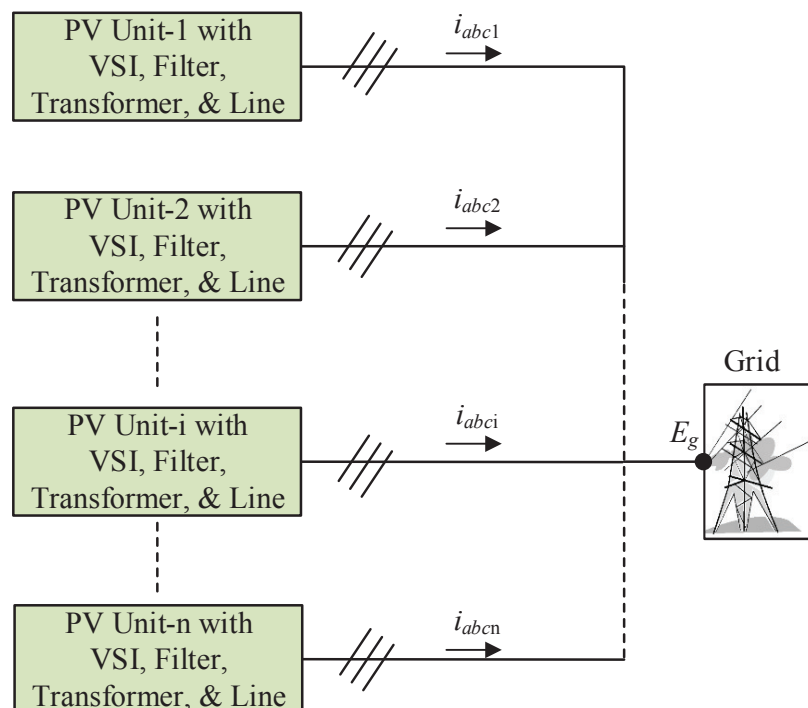 PV Unit-1 with
VSI, Filter,
Transformer, & Line
i_abc1
PV Unit-2 with
VSI, Filter,
Transformer, & Line
i_abc2
Grid
PV Unit-i with
VSI, Filter,
Transformer, & Line
i_abci
E_g
PV Unit-n with
VSI, Filter,
Transformer, & Line
i_abcn